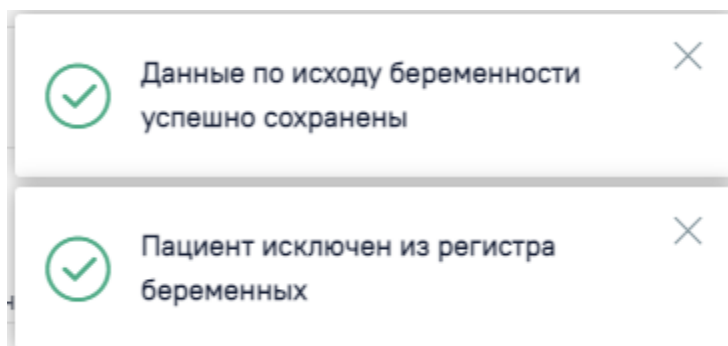 Данные по исходу беременности
успешно сохранены
Пациент исключен из регистра
беременных